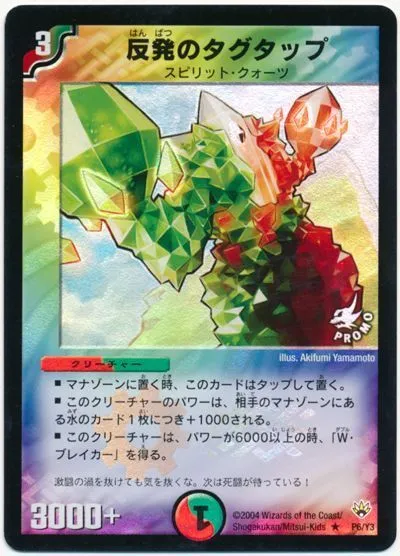 3
はん ぱつ
反発のタグタップ
スピリット・クォーツ
PROMO
illus. Akifumi Yamamoto
クリーチャー
■ マナゾーンに置く時、このカードはタップして置く。
■ このクリーチャーのパワーは、相手のマナゾーンにある水のカード1枚につき+1000される。
■ このクリーチャーは、パワーが6000以上の時、「W・ブレイカー」を得る。
激闘の渦を抜けても気を抜くな。次は死闘が待っている!
3000+
©2004 Wizards of the Coast/
Shogakukan/Mitsui-Kids ★ P6/Y3